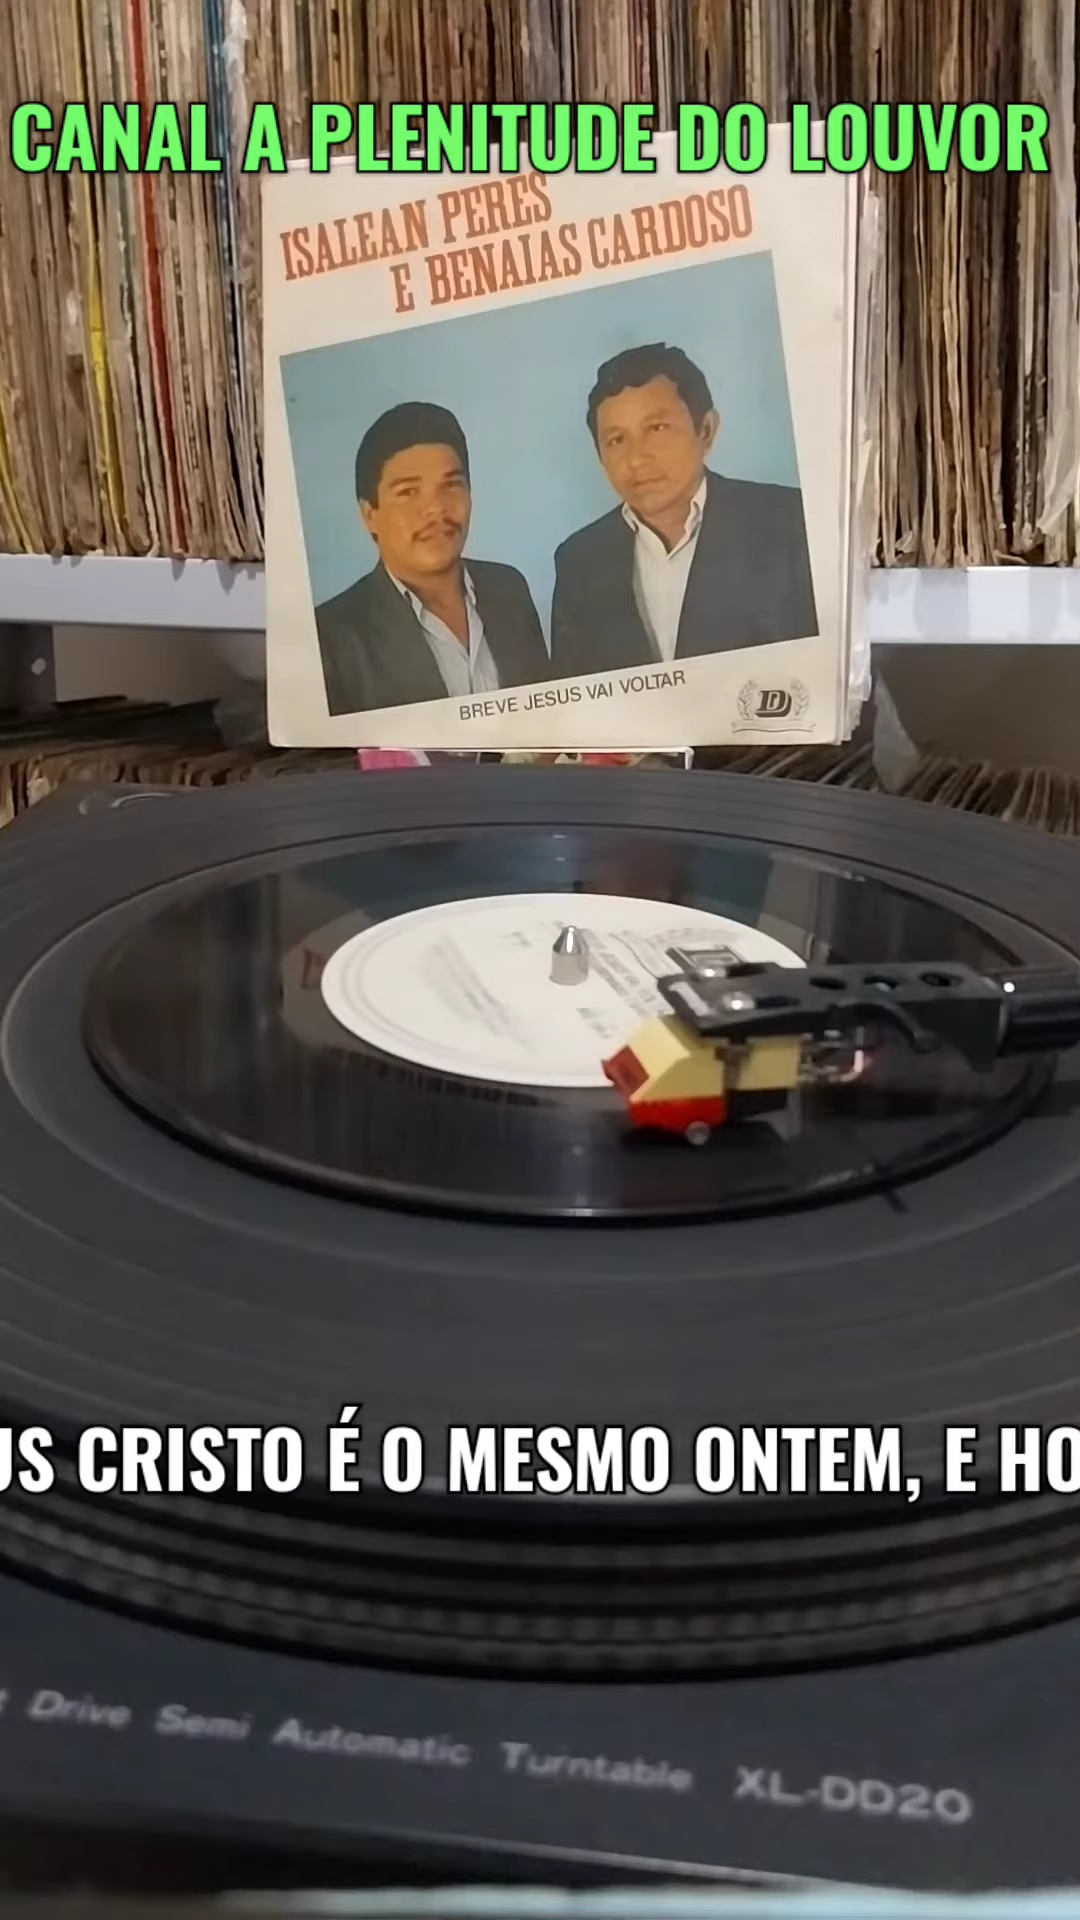 CANAL A PLENITUDE DO LOUVOR
ISALEAN PERES
E BENAIAS CARDOSO
BREVE JESUS VAI VOLTAR
D
US CRISTO É O MESMO ONTEM, E HO
t Drive Semi Automatic Turntable XL-DD20